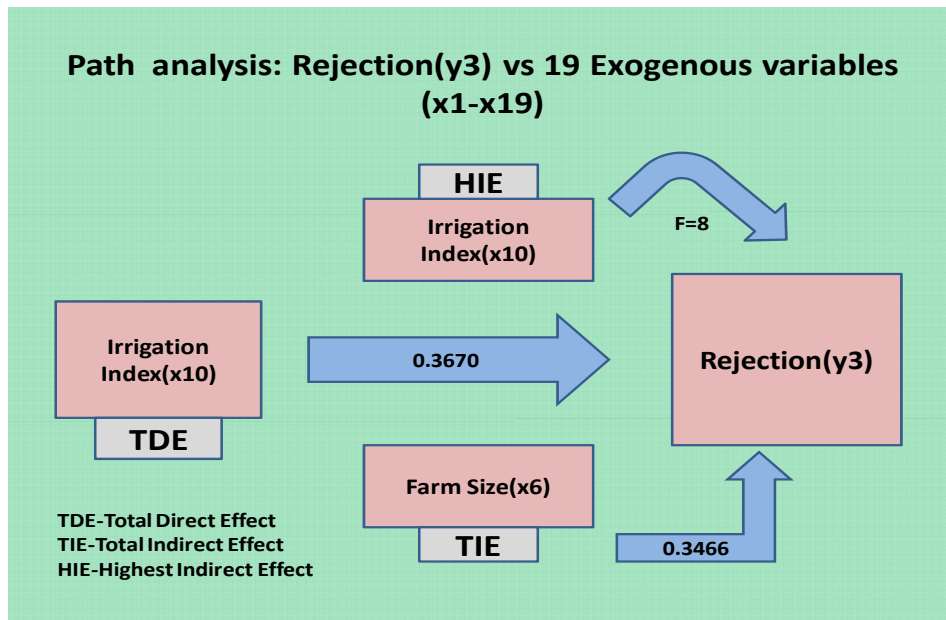 Path analysis: Rejection(y3) vs 19 Exogenous variables
(x1-x19)
HIE
Irrigation
Index(x10)
F=8
Irrigation
Index(x10)
TDE
0.3670
Rejection(y3)
Farm Size(x6)
TIE
0.3466
TDE-Total Direct Effect
TIE-Total Indirect Effect
HIE-Highest Indirect Effect